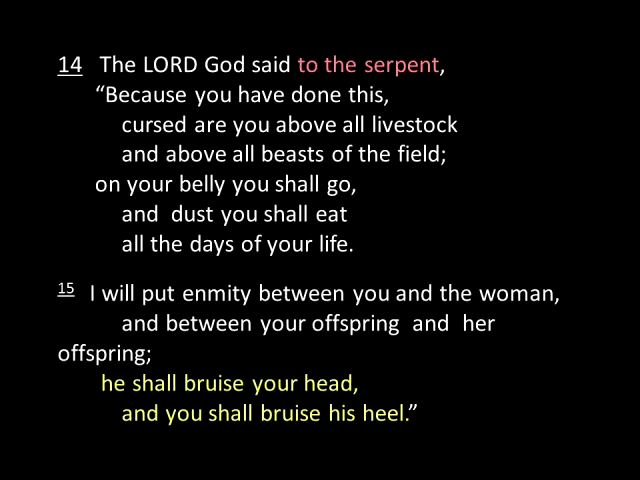 14 The LORD God said to the serpent,
“Because you have done this,
cursed are you above all livestock
and above all beasts of the field;
on your belly you shall go,
and dust you shall eat
all the days of your life.
15 I will put enmity between you and the woman,
and between your offspring and her
offspring;
he shall bruise your head,
and you shall bruise his heel.”